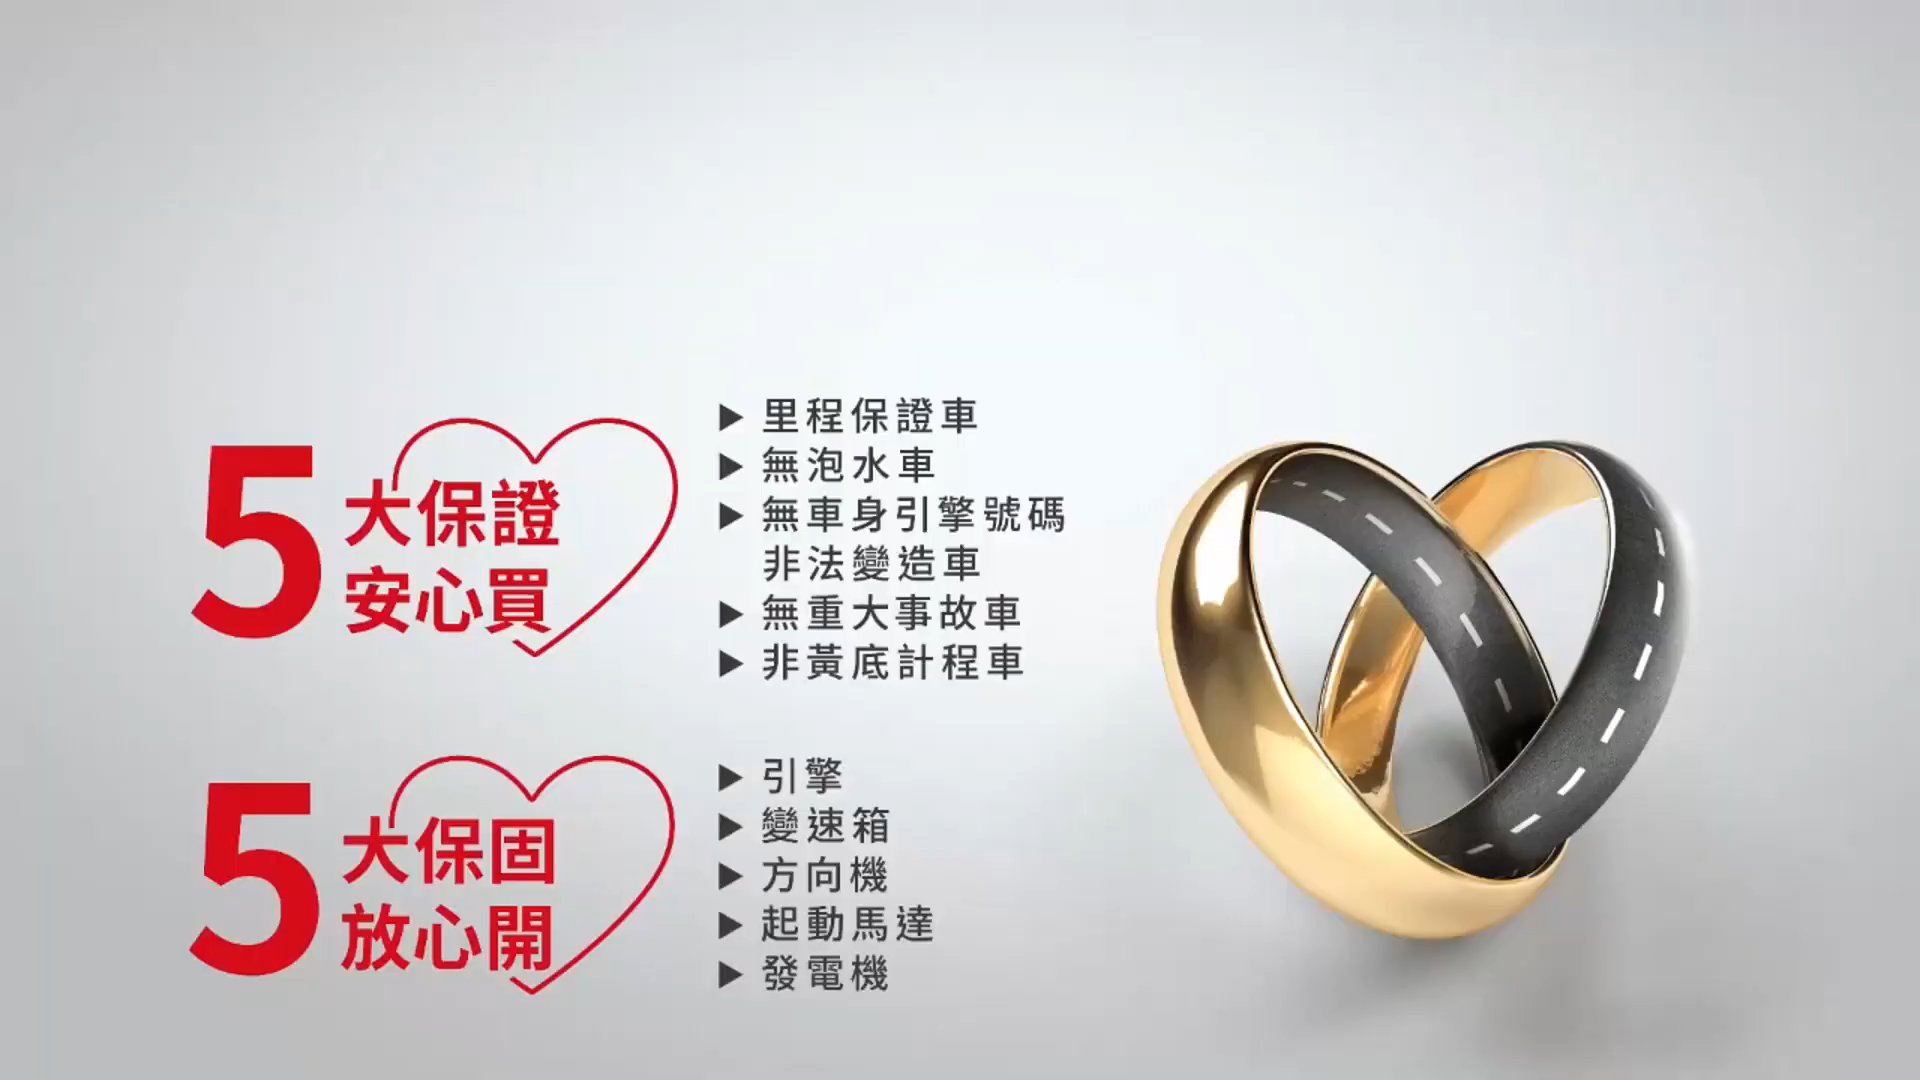 5
大保證
安心買
▶ 里程保證車
▶ 無泡水車
▶ 無車身引擎號碼
非法變造車
▶ 無重大事故車
▶ 非黃底計程車
5
大保固
放心開
▶ 引擎
▶ 變速箱
▶ 方向機
▶ 起動馬達
▶ 發電機